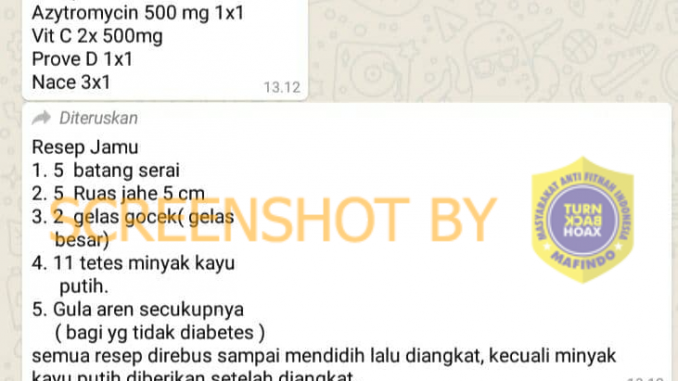 Azytromycin 500 mg 1x1
Vit C 2x 500mg
Prove D 1x1
Nace 3x1
13.12
Diteruskan
Resep Jamu
1. 5 batang serai
2. 5 Ruas jahe 5 cm
3. 2 gelas gocek( gelas
besar)
4. 11 tetes minyak kayu
putih.
5. Gula aren secukupnya
( bagi yg tidak diabetes )
semua resep direbus sampai mendidih lalu diangkat, kecuali minyak
kayu putih diberikan setelah diangkat
SCREENSHOT BY
MASYARAKAT ANTI FITNAH INDONESIA
TURN
BACK
HOAX
MAFINDO